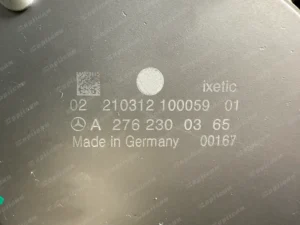 ixetic
02 210312 100059 01
A 276 230 03 65
Made in Germany 00167